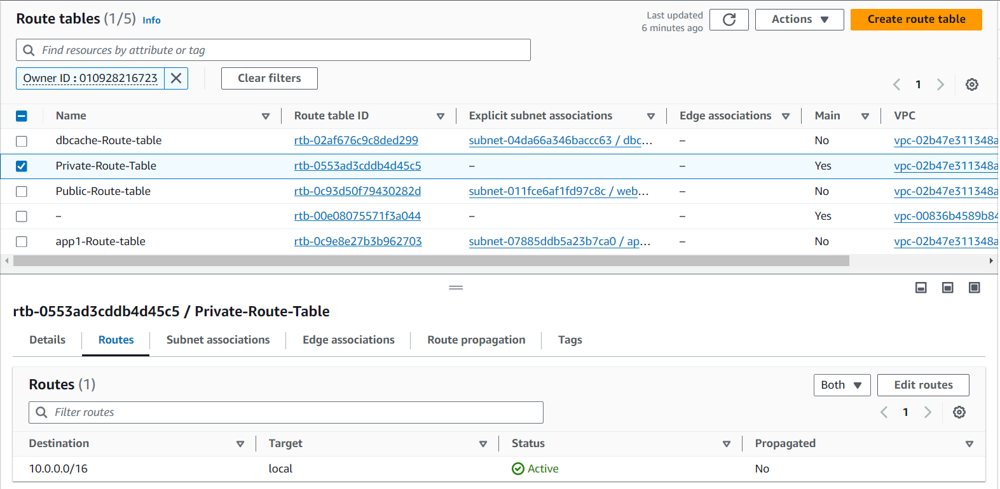 Route tables (1/5) Info
Last updated
6 minutes ago
Actions
Create route table
Find resources by attribute or tag
Owner ID : 010928216723
Clear filters
1
Name Route table ID Explicit subnet associations Edge associations Main VPC
dbcache-Route-table rtb-02af676c9c8ded299 subnet-04da66a346baccc63 / dbc... – No vpc-02b47e311348a
Private-Route-Table rtb-0553ad3cddb4d45c5 – – Yes vpc-02b47e311348a
Public-Route-table rtb-0c93d50f79430282d subnet-011fce6af1fd97c8c / web... – No vpc-02b47e311348a
– rtb-00e08075571f3a044 – – Yes vpc-00836b4589b84
app1-Route-table rtb-0c9e8e27b3b962703 subnet-07885ddb5a23b7ca0 / ap... – No vpc-02b47e311348a
rtb-0553ad3cddb4d45c5 / Private-Route-Table
Details Routes Subnet associations Edge associations Route propagation Tags
Routes (1)
Both
Edit routes
Filter routes
1
Destination Target Status Propagated
10.0.0.0/16 local Active No